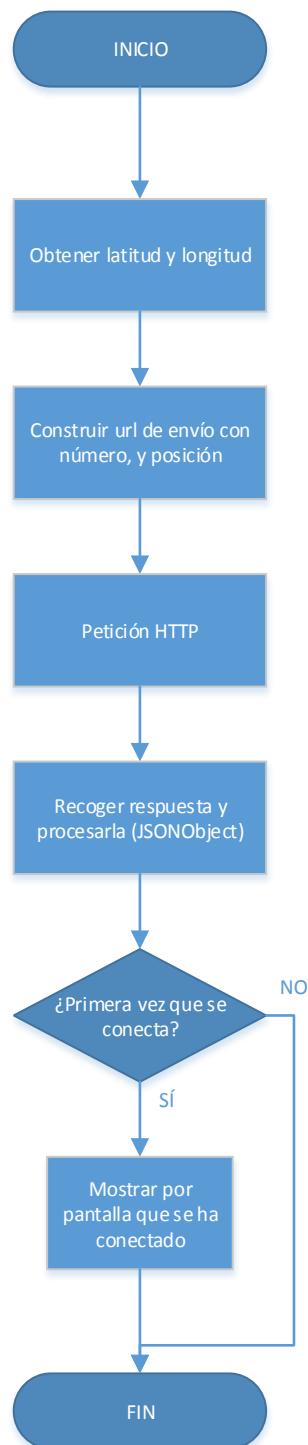 INICIO
Obtener latitud y longitud
Construir url de envío con
número, y posición
Petición HTTP
Recoger respuesta y
procesarla (JSONObject)
¿Primera vez que se
conecta?
NO
SÍ
Mostrar por
pantalla que se ha
conectado
FIN